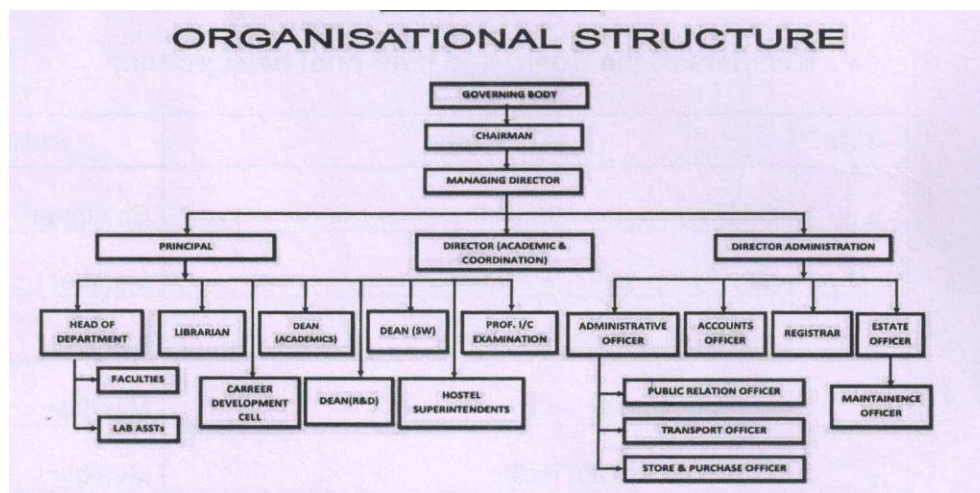 ORGANISATIONAL STRUCTURE
GOVERNING BODY
CHAIRMAN
MANAGING DIRECTOR
PRINCIPAL
DIRECTOR (ACADEMIC &
COORDINATION)
DIRECTOR ADMINISTRATION
HEAD OF
DEPARTMENT
LIBRARIAN
DEAN
(ACADEMICS)
DEAN (SW)
PROF. I/C
EXAMINATION
ADMINISTRATIVE
OFFICER
ACCOUNTS
OFFICER
REGISTRAR
ESTATE
OFFICER
FACULTIES
LAB ASSTs
CARREER
DEVELOPMENT
CELL
DEAN(R&D)
HOSTEL
SUPERINTENDENTS
PUBLIC RELATION OFFICER
TRANSPORT OFFICER
STORE & PURCHASE OFFICER
MAINTAINENCE
OFFICER